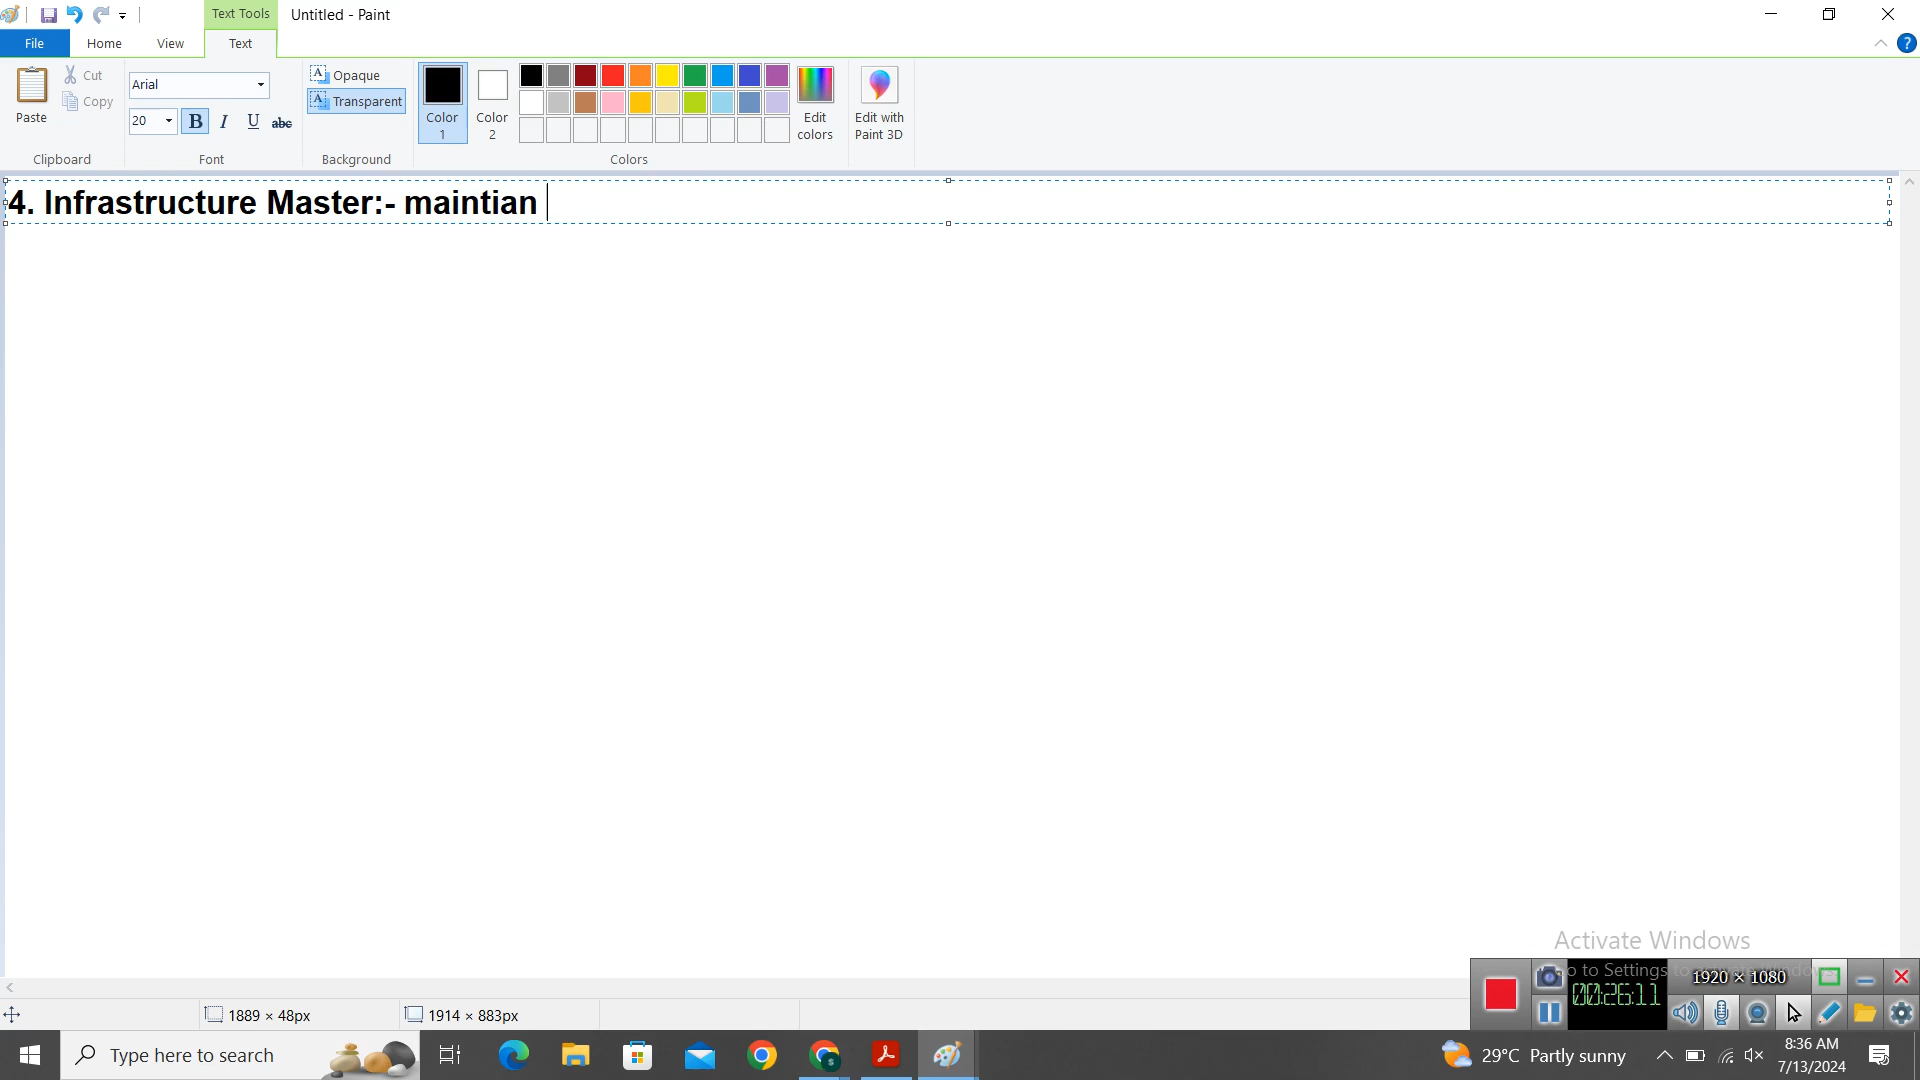 Text Tools
Untitled - Paint
File
Home
View
Text
Paste
Cut
Copy
Clipboard
Arial
20
B I U abc
Font
Opaque
Transparent
Background
Color 1
Color 2
Edit colors
Colors
Edit with Paint 3D
4. Infrastructure Master:- maintian
Activate Windows
o to Settings to
1920 × 1080
00:26:11
1889 × 48px
1914 × 883px
Type here to search
29°C Partly sunny
8:36 AM
7/13/2024